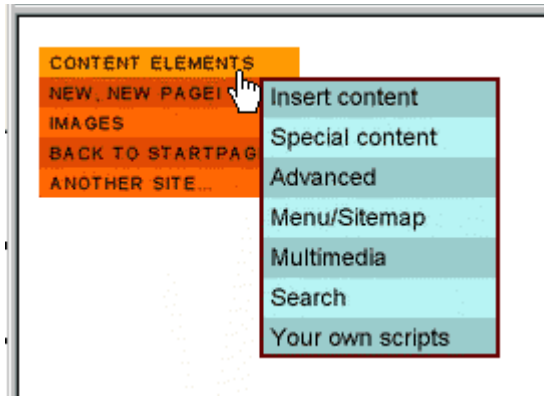 CONTENT ELEMENTS
NEW, NEW PAGE!
IMAGES
BACK TO STARTPAG
ANOTHER SITE...
Insert content
Special content
Advanced
Menu/Sitemap
Multimedia
Search
Your own scripts